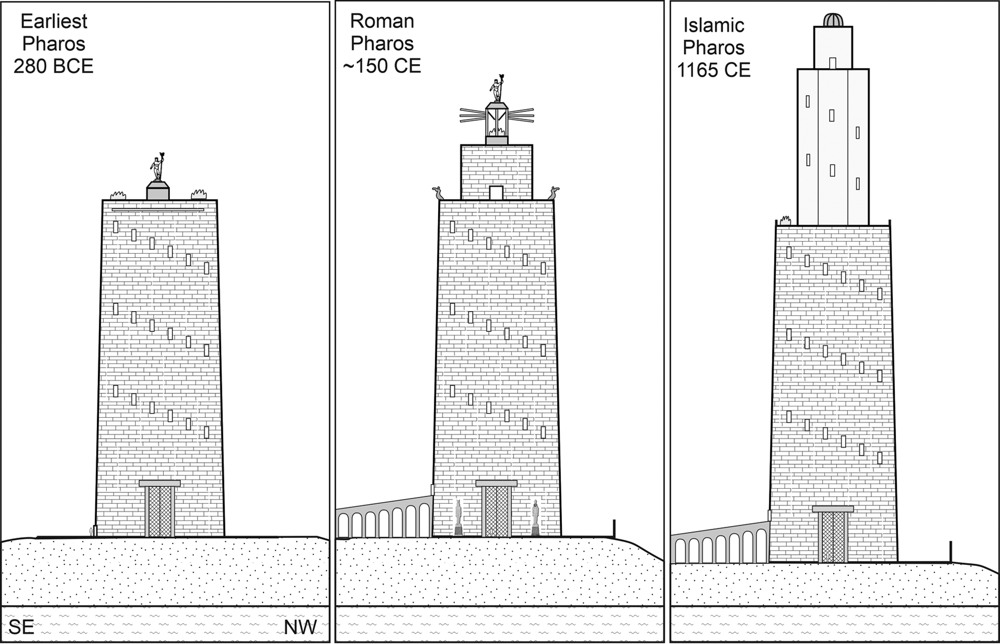 Earliest
Pharos
280 BCE
Roman
Pharos
~150 CE
Islamic
Pharos
1165 CE
SE
NW